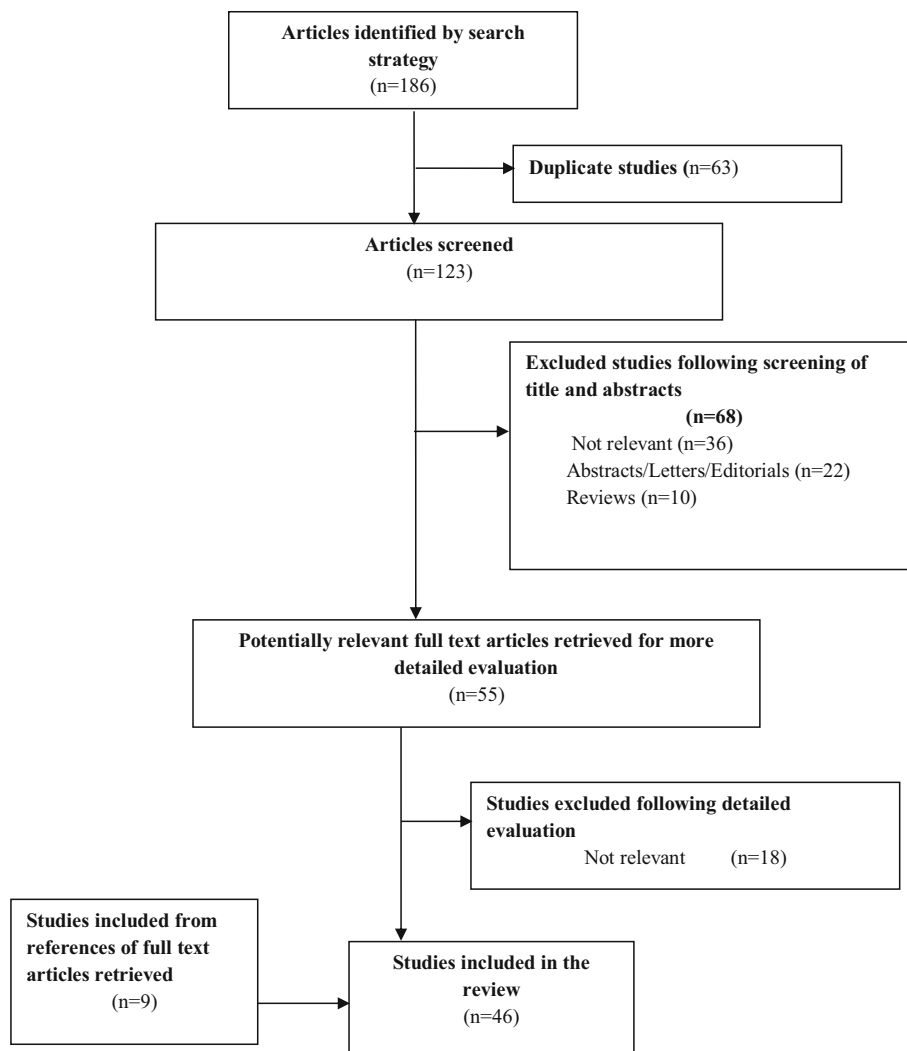 Articles identified by search
strategy
(n=186)
Duplicate studies (n=63)
Articles screened
(n=123)
Excluded studies following screening of
title and abstracts
(n=68)
Not relevant (n=36)
Abstracts/Letters/Editorials (n=22)
Reviews (n=10)
Potentially relevant full text articles retrieved for more
detailed evaluation
(n=55)
Studies excluded following detailed
evaluation
Not relevant (n=18)
Studies included from
references of full text
articles retrieved
(n=9)
Studies included in the
review
(n=46)